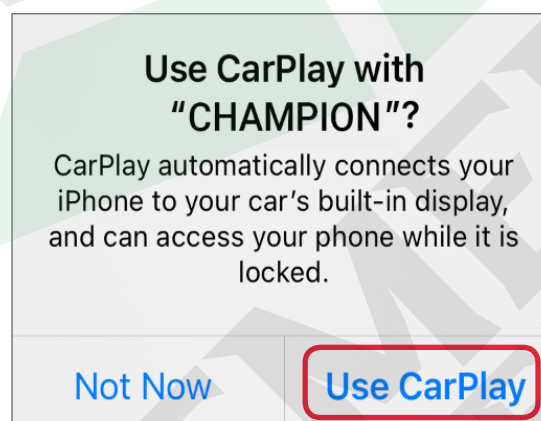 Use CarPlay with
“CHAMPION”?
CarPlay automatically connects your
iPhone to your car's built-in display,
and can access your phone while it is
locked.
Not Now
Use CarPlay